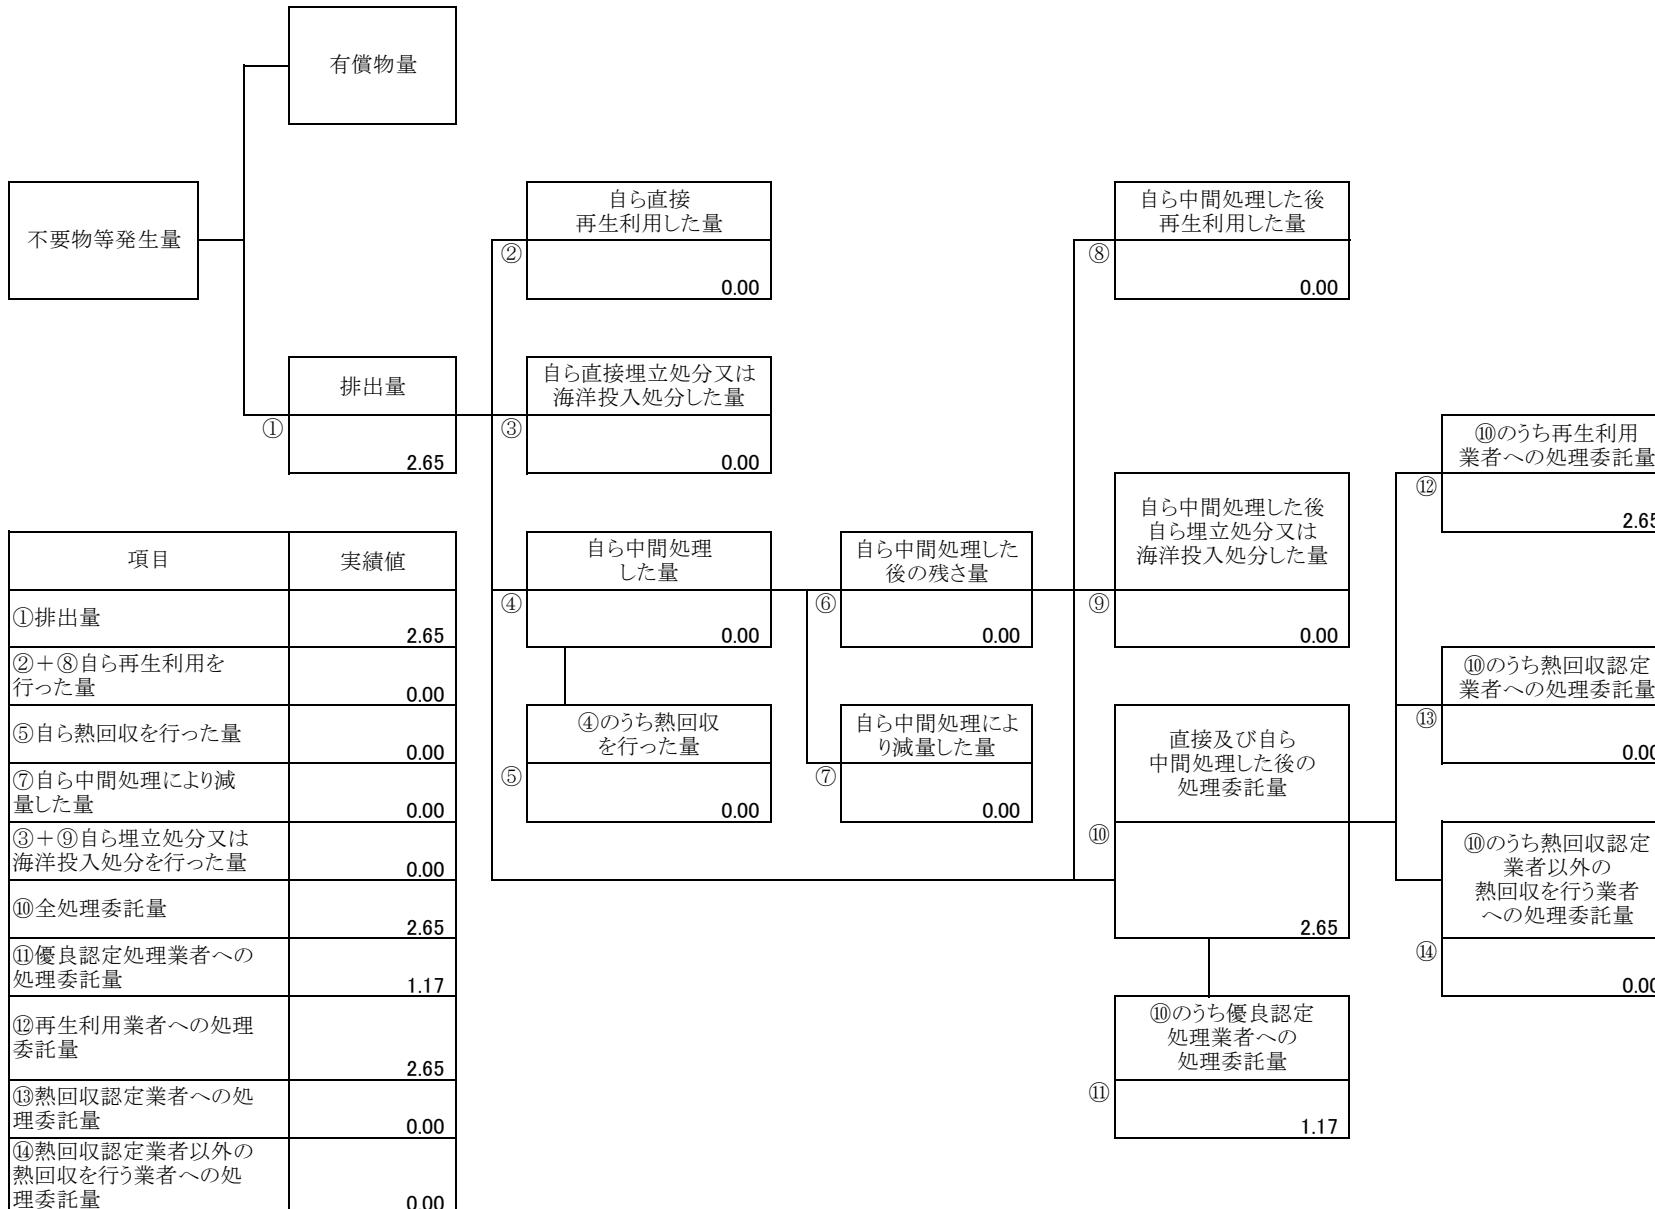 有償物量
不要物等発生量
自ら直接
再生利用した量
②
0.00
自ら中間処理した後
再生利用した量
⑧
0.00
排出量
①
2.65
自ら直接埋立処分又は
海洋投入処分した量
③
0.00
⑩のうち再生利用
業者への処理委託量
⑫
2.65
自ら中間処理
した量
④
0.00
自ら中間処理した
後の残さ量
⑥
0.00
自ら中間処理した後
自ら埋立処分又は
海洋投入処分した量
⑨
0.00
⑩のうち熱回収認定
業者への処理委託量
⑬
0.00
④のうち熱回収
を行った量
⑤
0.00
自ら中間処理によ
り減量した量
⑦
0.00
直接及び自ら
中間処理した後の
処理委託量
⑩
2.65
⑩のうち熱回収認定
業者以外の
熱回収を行う業者
への処理委託量
⑭
0.00
⑩のうち優良認定
処理業者への
処理委託量
⑪
1.17
項目 実績値
①排出量 2.65
②+⑧自ら再生利用を
行った量 0.00
⑤自ら熱回収を行った量 0.00
⑦自ら中間処理により減
量した量 0.00
③+⑨自ら埋立処分又は
海洋投入処分を行った量 0.00
⑩全処理委託量 2.65
⑪優良認定処理業者への
処理委託量 1.17
⑫再生利用業者への処理
委託量 2.65
⑬熱回収認定業者への処
理委託量 0.00
⑭熱回収認定業者以外の
熱回収を行う業者への処
理委託量 0.00